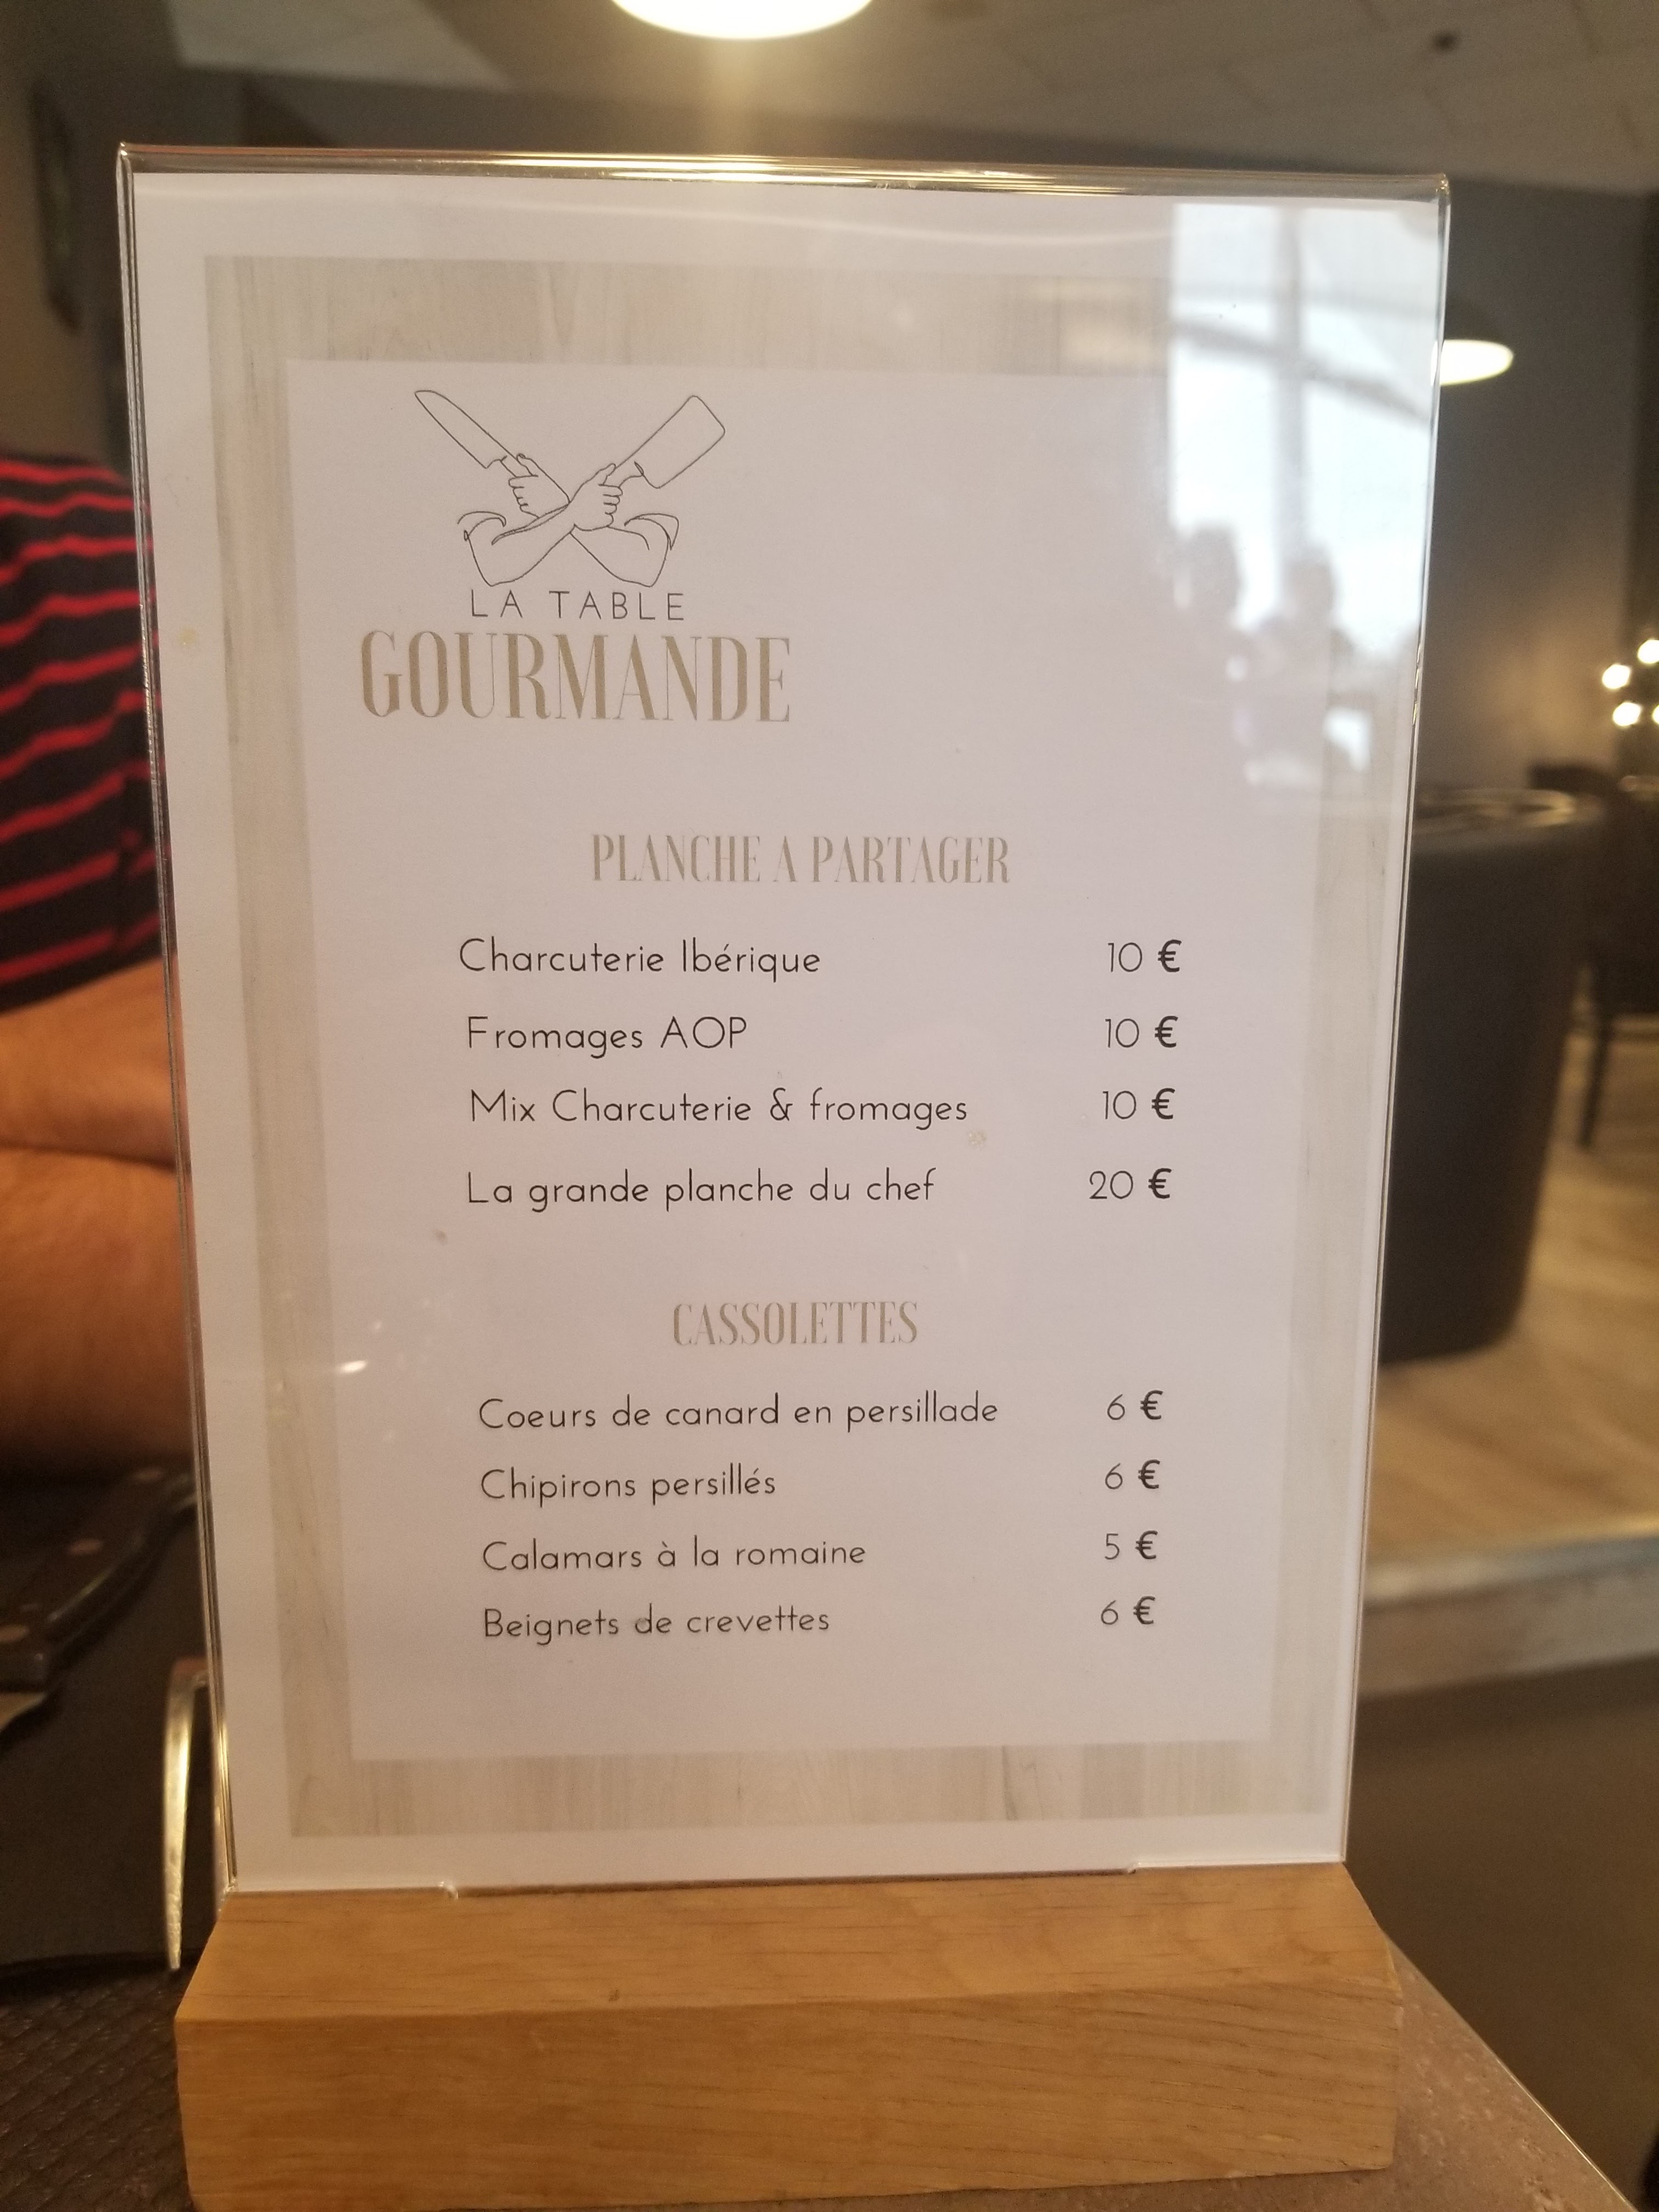 LA TABLE
GOURMANDE
PLANCHE A PARTAGER
Charcuterie Ibérique 10 €
Fromages AOP 10 €
Mix Charcuterie & fromages 10 €
La grande planche du chef 20 €
CASSOLETTES
Coeurs de canard en persillade 6 €
Chipirons persillés 6 €
Calamars à la romaine 5 €
Beignets de crevettes 6 €